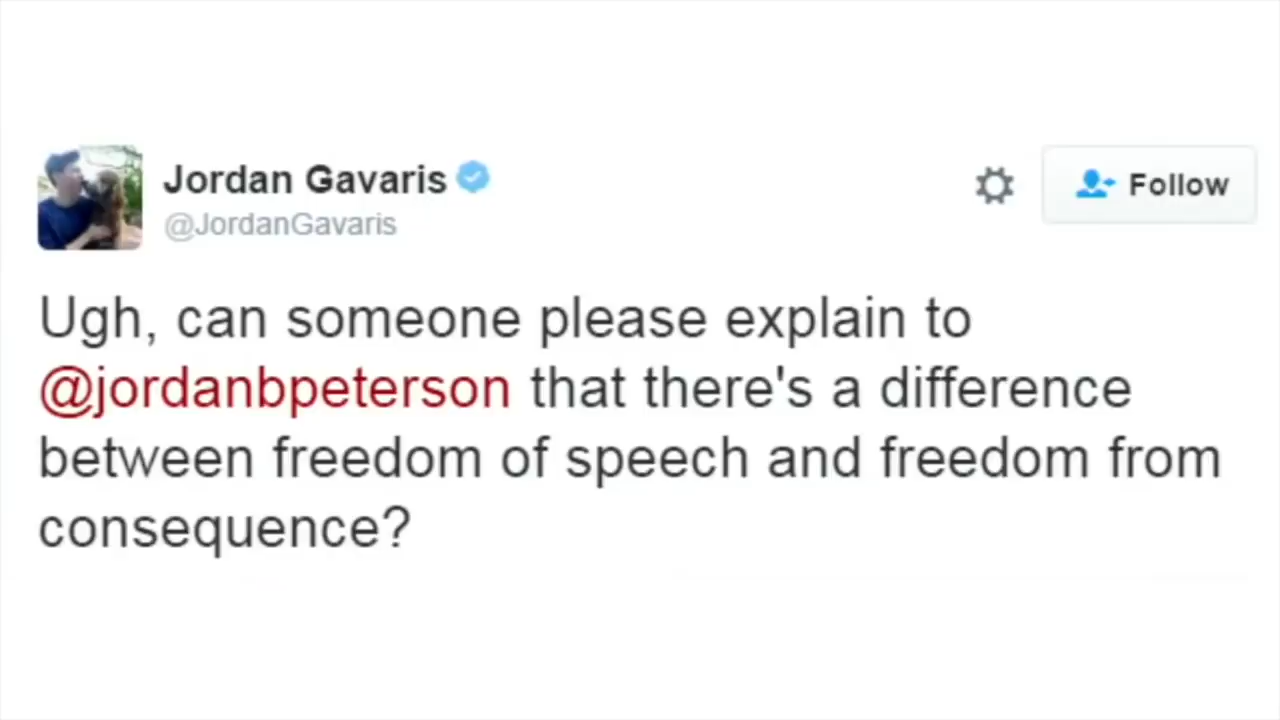 Jordan Gavaris
@JordanGavaris
Follow
Ugh, can someone please explain to
@jordanbpeterson that there's a difference
between freedom of speech and freedom from
consequence?